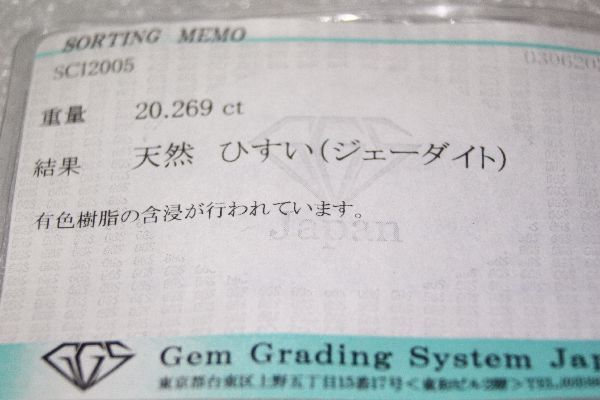 SORTING MEMO
SC12005
重量 20.269 ct
結果 天然 ひすい(ジェーダイト)
有色樹脂の含浸が行われています。
Japan
GGS Gem Grading System Jap
東京都台東区上野五丁目15番17号